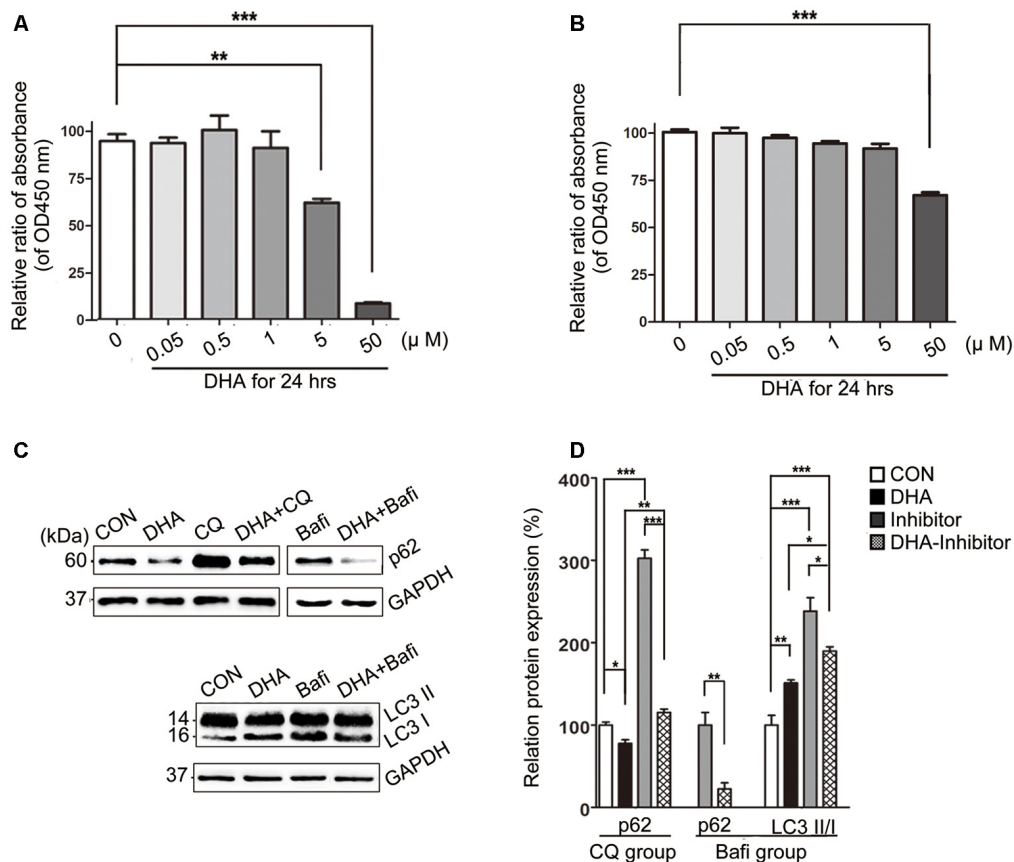 A
***
**
Relative ratio of absorbance
(of OD450 nm)
100
75
50
25
0
0 0.05 0.5 1 5 50 (μ M)
DHA for 24 hrs
B
***
Relative ratio of absorbance
(of OD450 nm)
100
75
50
25
0
0 0.05 0.5 1 5 50 (μ M)
DHA for 24 hrs
C
(kDa) CON DHA CQ DHA+CQ Bafi DHA+Bafi
60 p62
37 GAPDH
CON DHA Bafi DHA+Bafi
14 LC3 II
16 LC3 I
37 GAPDH
D
Relation protein expression (%)
400
300
200
100
0
*** ** *** *
**
*** *** * * **
CON
DHA
Inhibitor
DHA-Inhibitor
p62 p62 LC3 II/I
CQ group Bafi group